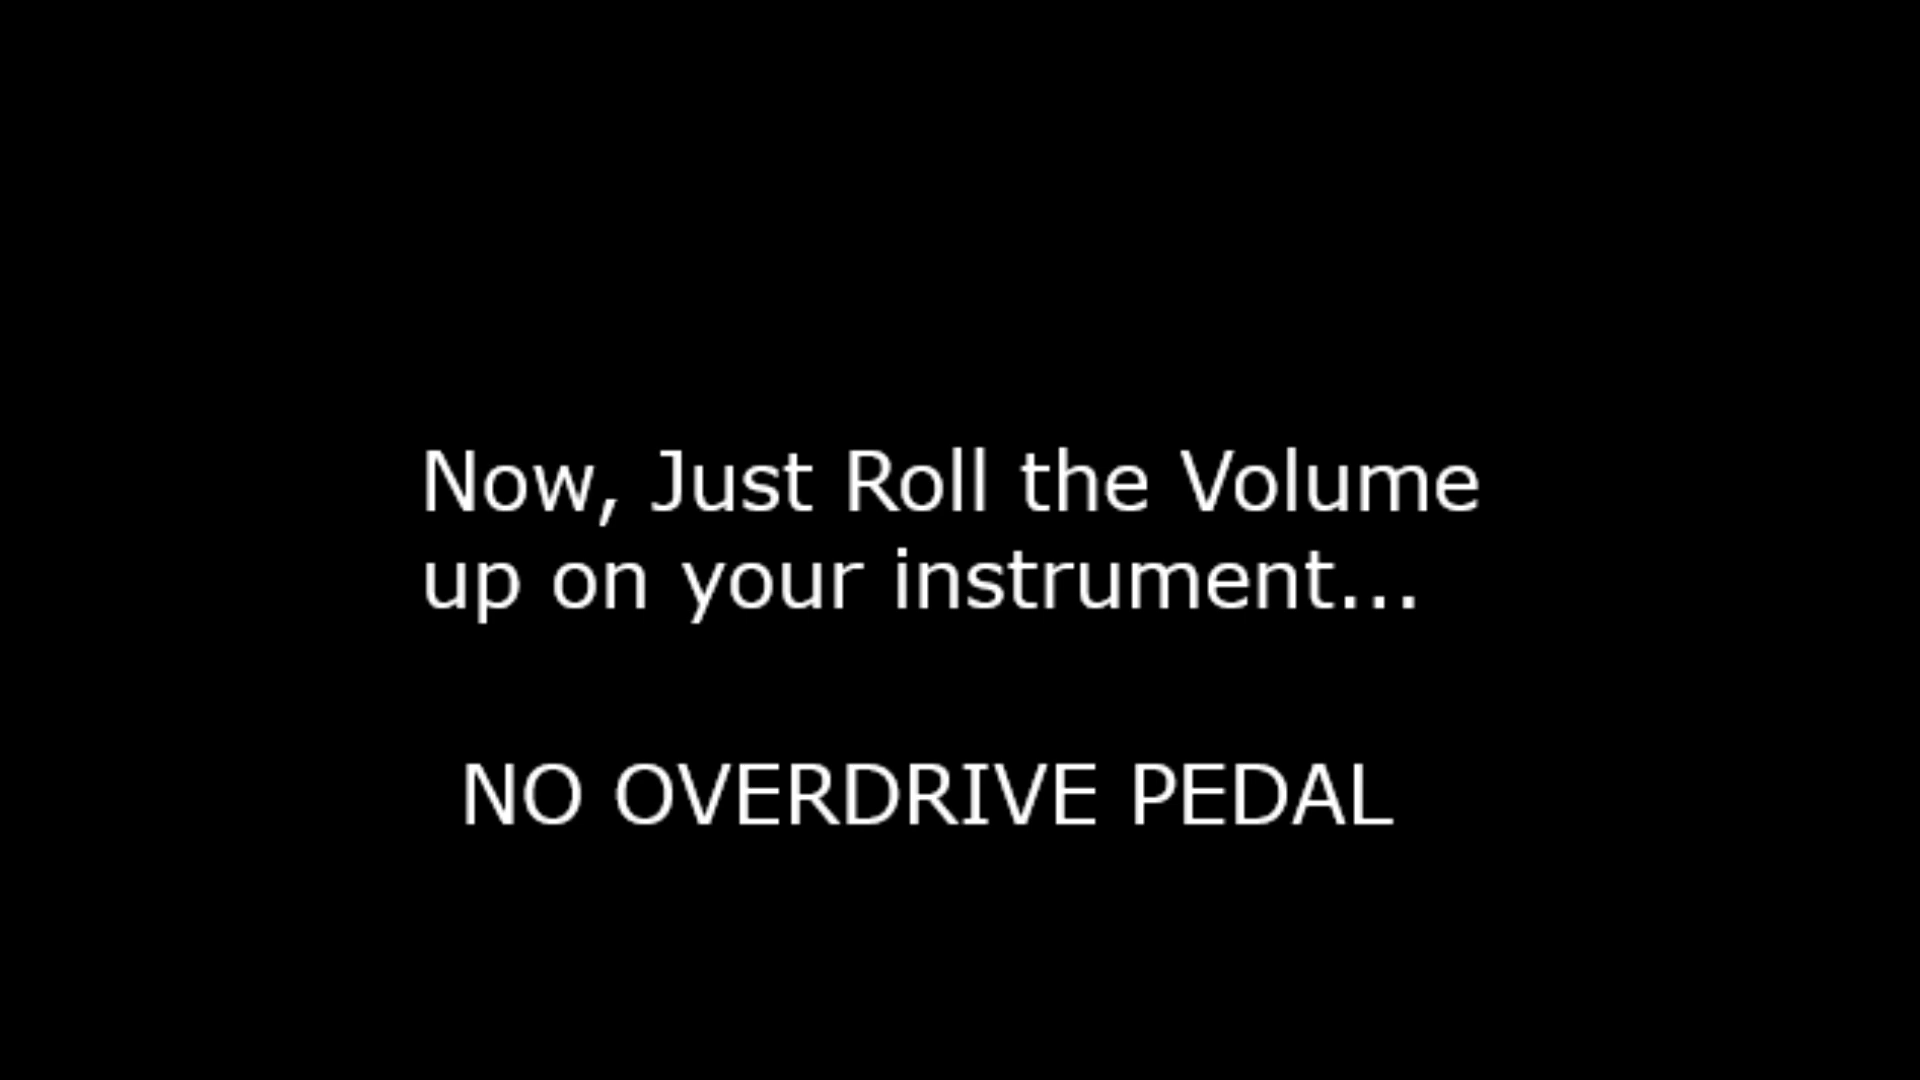 Now, Just Roll the Volume
up on your instrument...
NO OVERDRIVE PEDAL